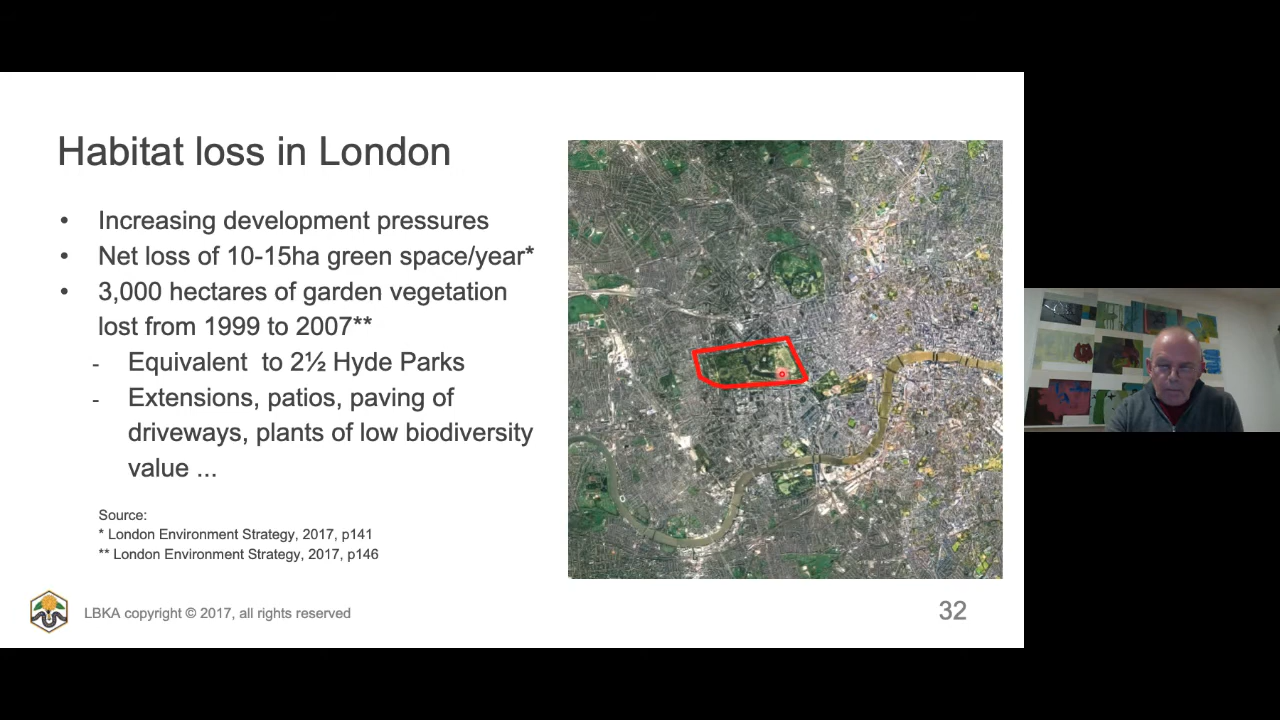 Habitat loss in London
• Increasing development pressures
• Net loss of 10-15ha green space/year*
• 3,000 hectares of garden vegetation
lost from 1999 to 2007**
- Equivalent to 2½ Hyde Parks
- Extensions, patios, paving of
driveways, plants of low biodiversity
value ...
Source:
* London Environment Strategy, 2017, p141
** London Environment Strategy, 2017, p146
LBKA copyright © 2017, all rights reserved
32